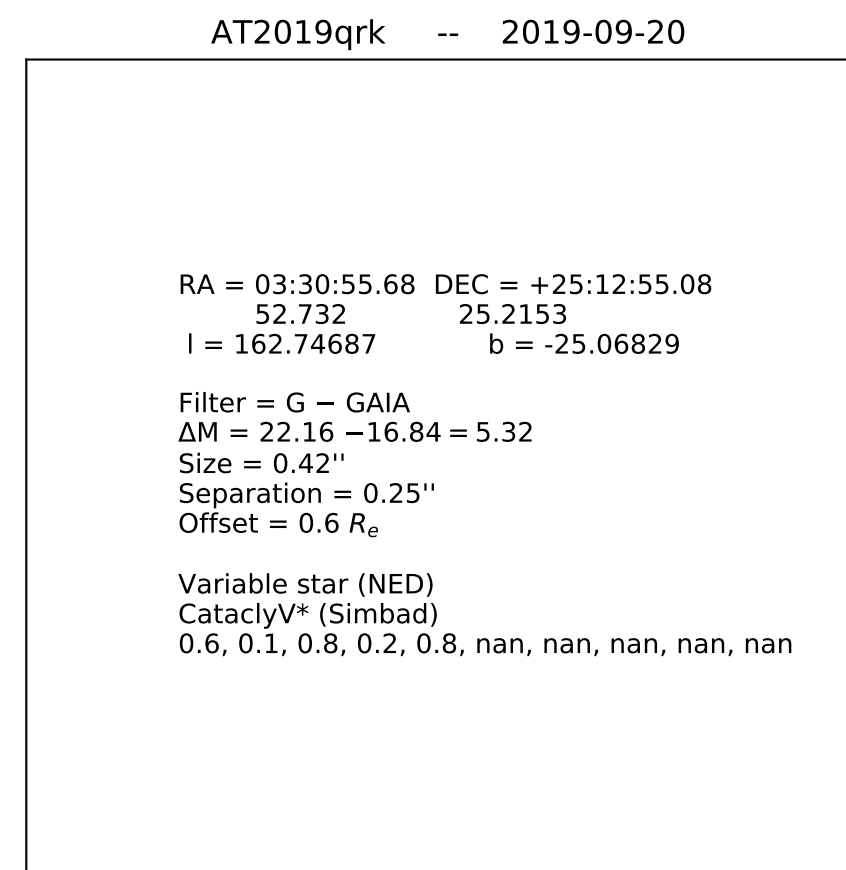 AT2019qrk -- 2019-09-20
RA = 03:30:55.68 DEC = +25:12:55.08
52.732 25.2153
l = 162.74687 b = -25.06829
Filter = G − GAIA
ΔM = 22.16 −16.84 = 5.32
Size = 0.42''
Separation = 0.25''
Offset = 0.6 Re
Variable star (NED)
CataclyV* (Simbad)
0.6, 0.1, 0.8, 0.2, 0.8, nan, nan, nan, nan, nan